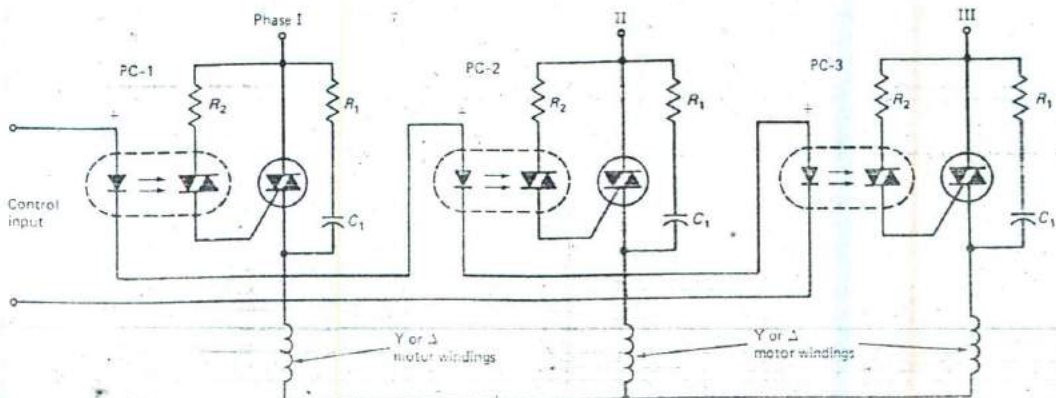 Phase I
II
III
PC-1
PC-2
PC-3
R2
R1
R2
R1
R2
R1
+
+
+
Control
input
C1
C1
C1
Y or Δ
motor windings
Y or Δ
motor windings